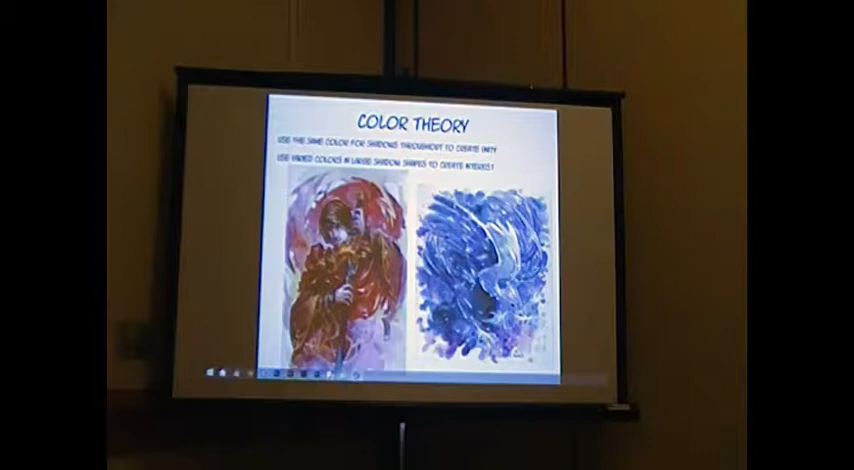 COLOR THEORY
USE THE SAME COLOR FOR SHADOWS THROUGHOUT TO CREATE UNITY
USE VARIED COLORS IN LARGE SHADOW SHAPES TO CREATE INTEREST